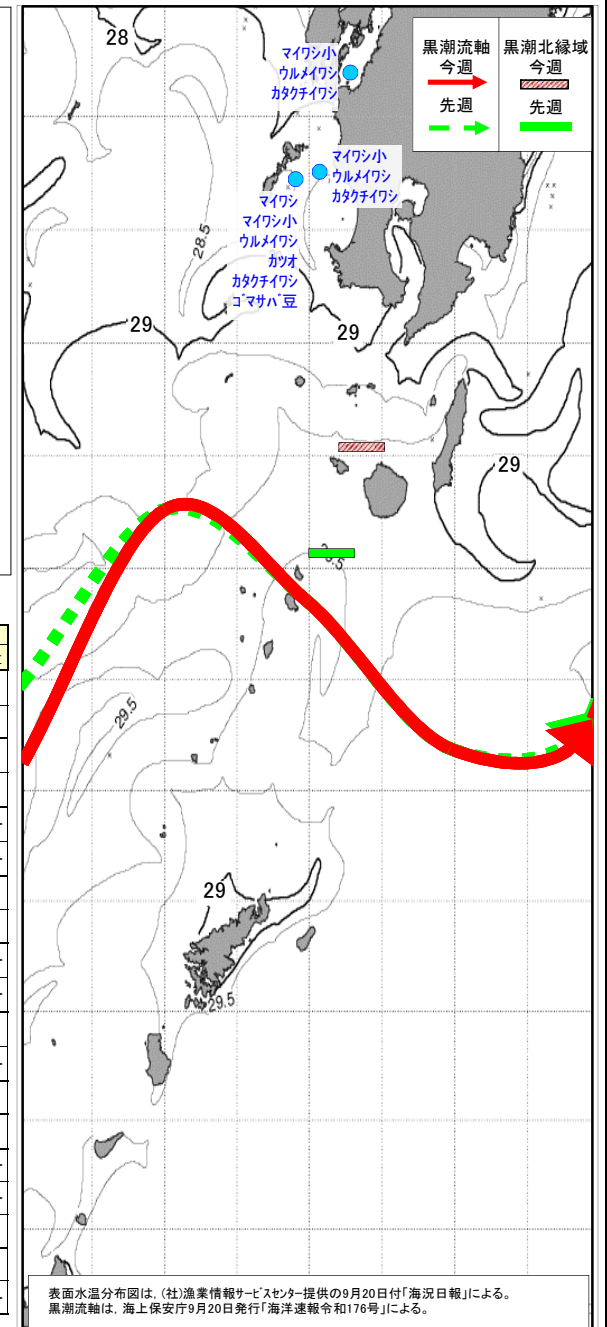 28
マイワシ小
ウルメイワシ
カタクチイワシ
黒潮流軸
今週
先週
黒潮北縁域
今週
先週
マイワシ小
ウルメイワシ
カタクチイワシ
マイワシ
マイワシ小
ウルメイワシ
カツオ
カタクチイワシ
ゴマサバ豆
28.5
29
29
29
29.5
29
29.5
表面水温分布図は, (社)漁業情報サービスセンター提供の9月20日付「海況日報」による。
黒潮流軸は, 海上保安庁9月20日発行「海洋速報令和176号」による。